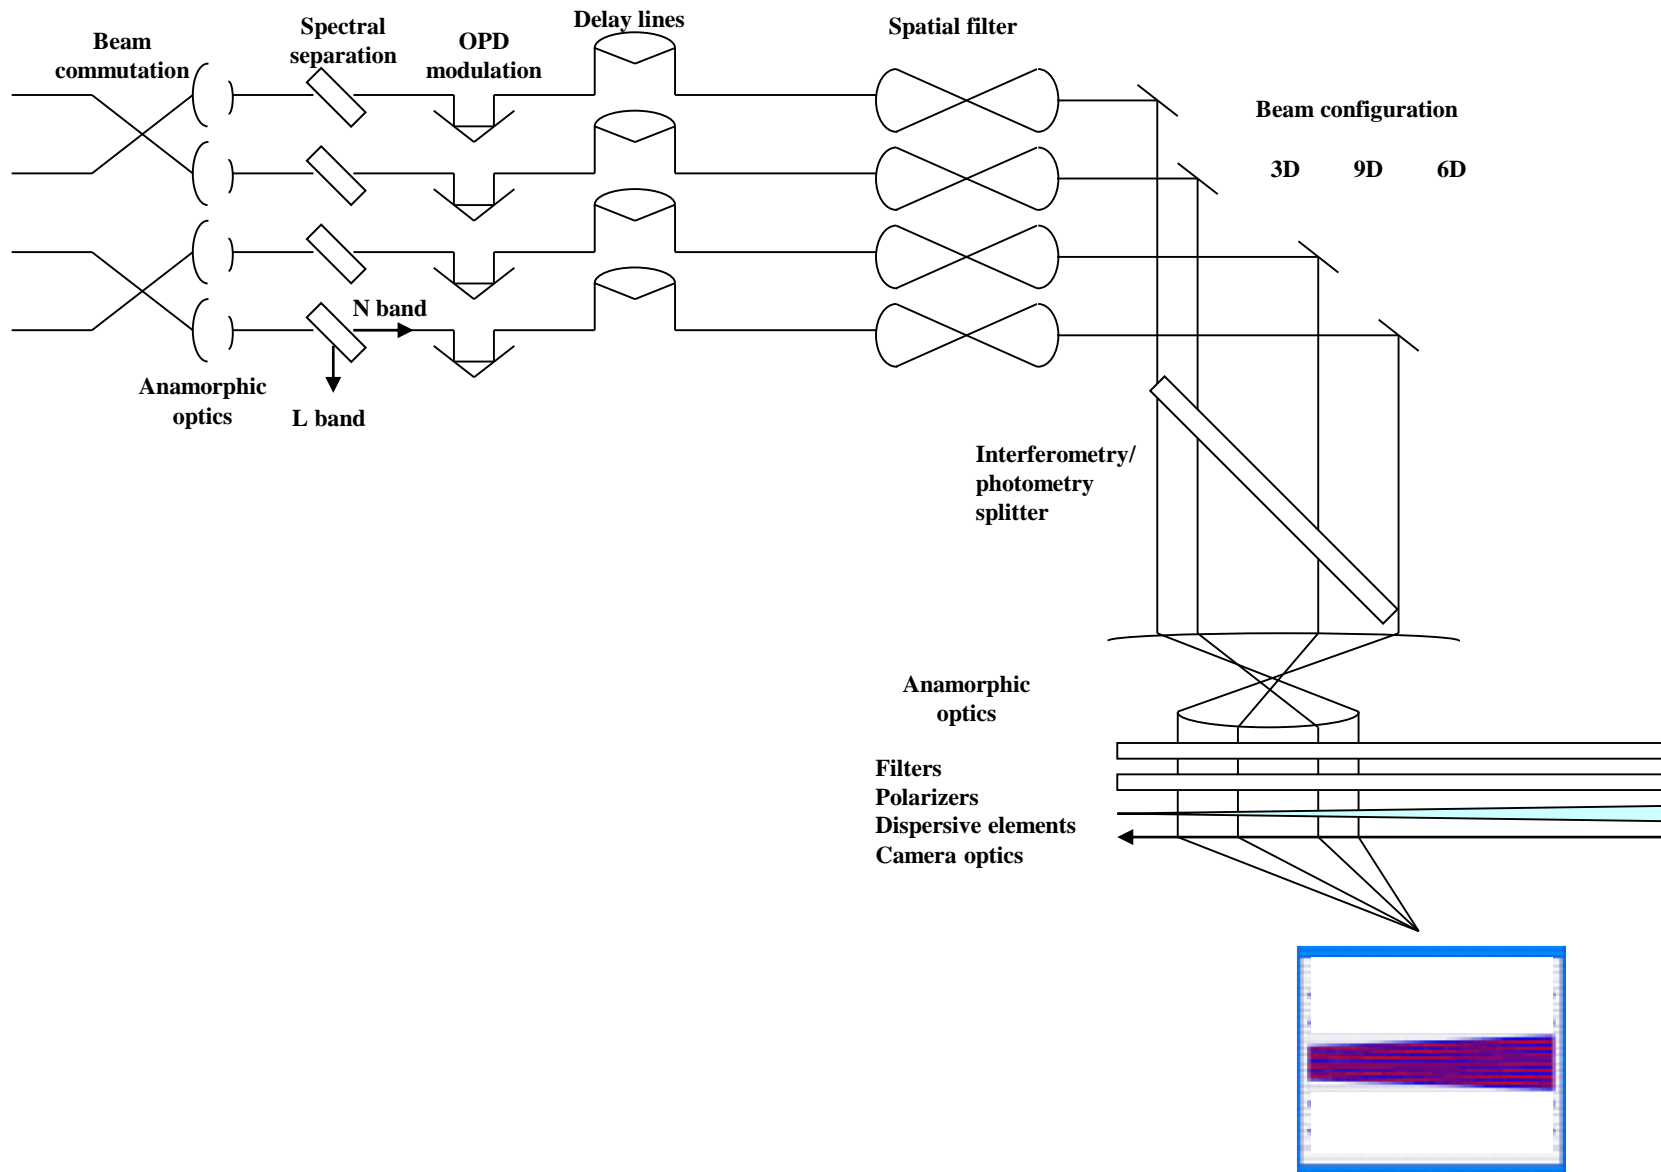 Delay lines
Beam
commutation
Spectral
separation
OPD
modulation
Spatial filter
Beam configuration
3D 9D 6D
N band
L band
Anamorphic
optics
Interferometry/
photometry
splitter
Anamorphic
optics
Filters
Polarizers
Dispersive elements
Camera optics